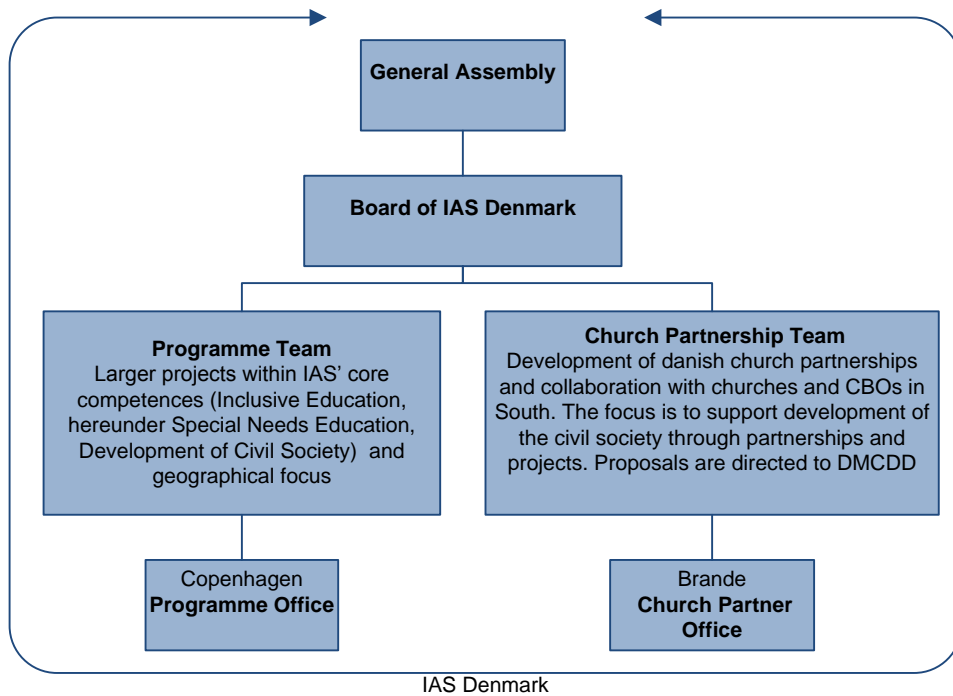 General Assembly
Board of IAS Denmark
Programme Team
Larger projects within IAS’ core
competences (Inclusive Education,
hereunder Special Needs Education,
Development of Civil Society)  and
geographical focus
Church Partnership Team
Development of danish church partnerships
and collaboration with churches and CBOs in
South. The focus is to support development of
the civil society through partnerships and
projects. Proposals are directed to DMCDD
Copenhagen
Programme Office
Brande
Church Partner
Office
IAS Denmark